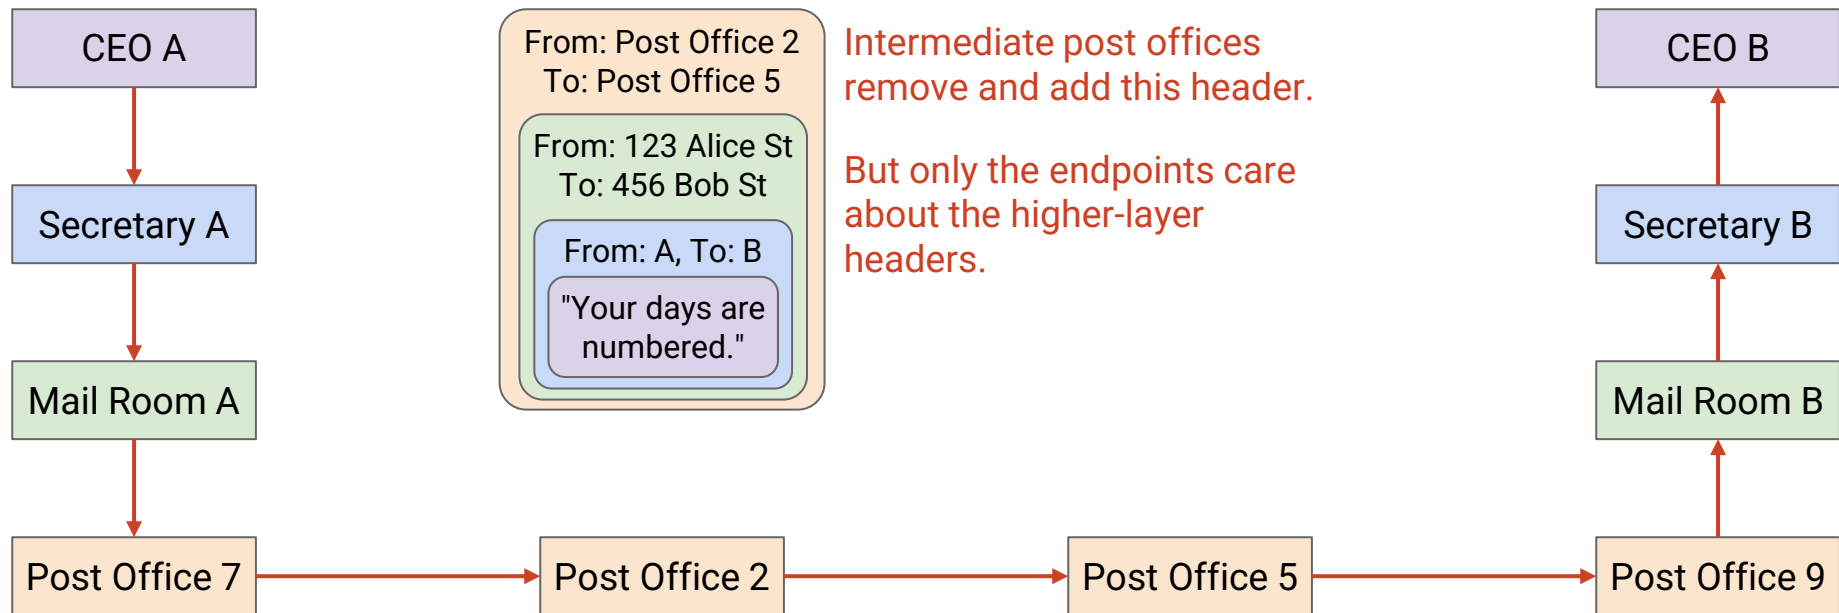 CEO A
Secretary A
Mail Room A
Post Office 7
From: Post Office 2
To: Post Office 5
From: 123 Alice St
To: 456 Bob St
From: A, To: B
"Your days are
numbered."
Intermediate post offices
remove and add this header.
But only the endpoints care
about the higher-layer
headers.
Post Office 2
Post Office 5
CEO B
Secretary B
Mail Room B
Post Office 9